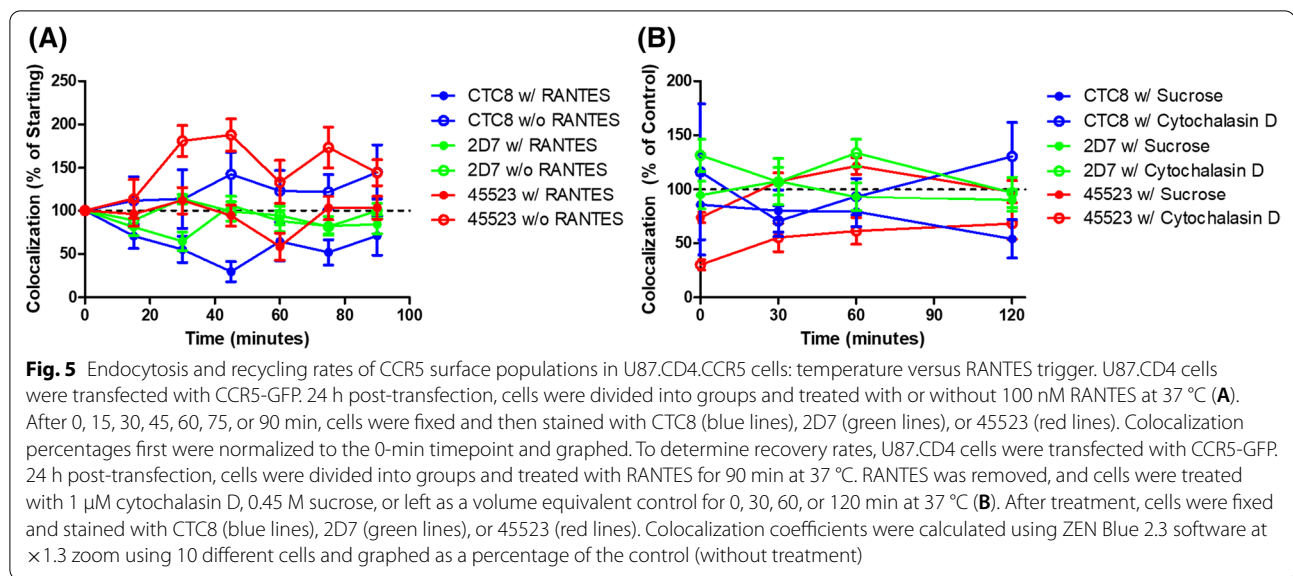 (A)
Colocalization (% of Starting)
250
200
150
100
50
0
0 20 40 60 80 100
Time (minutes)
CTC8 w/ RANTES
CTC8 w/o RANTES
2D7 w/ RANTES
2D7 w/o RANTES
45523 w/ RANTES
45523 w/o RANTES
(B)
Colocalization (% of Control)
200
150
100
50
0
0 30 60 90 120
Time (minutes)
CTC8 w/ Sucrose
CTC8 w/ Cytochalasin D
2D7 w/ Sucrose
2D7 w/ Cytochalasin D
45523 w/ Sucrose
45523 w/ Cytochalasin D
Fig. 5 Endocytosis and recycling rates of CCR5 surface populations in U87.CD4.CCR5 cells: temperature versus RANTES trigger. U87.CD4 cells
were transfected with CCR5-GFP. 24 h post-transfection, cells were divided into groups and treated with or without 100 nM RANTES at 37 °C (A).
After 0, 15, 30, 45, 60, 75, or 90 min, cells were fixed and then stained with CTC8 (blue lines), 2D7 (green lines), or 45523 (red lines). Colocalization
percentages first were normalized to the 0-min timepoint and graphed. To determine recovery rates, U87.CD4 cells were transfected with CCR5-GFP.
24 h post-transfection, cells were divided into groups and treated with RANTES for 90 min at 37 °C. RANTES was removed, and cells were treated
with 1 μM cytochalasin D, 0.45 M sucrose, or left as a volume equivalent control for 0, 30, 60, or 120 min at 37 °C (B). After treatment, cells were fixed
and stained with CTC8 (blue lines), 2D7 (green lines), or 45523 (red lines). Colocalization coefficients were calculated using ZEN Blue 2.3 software at
×1.3 zoom using 10 different cells and graphed as a percentage of the control (without treatment)